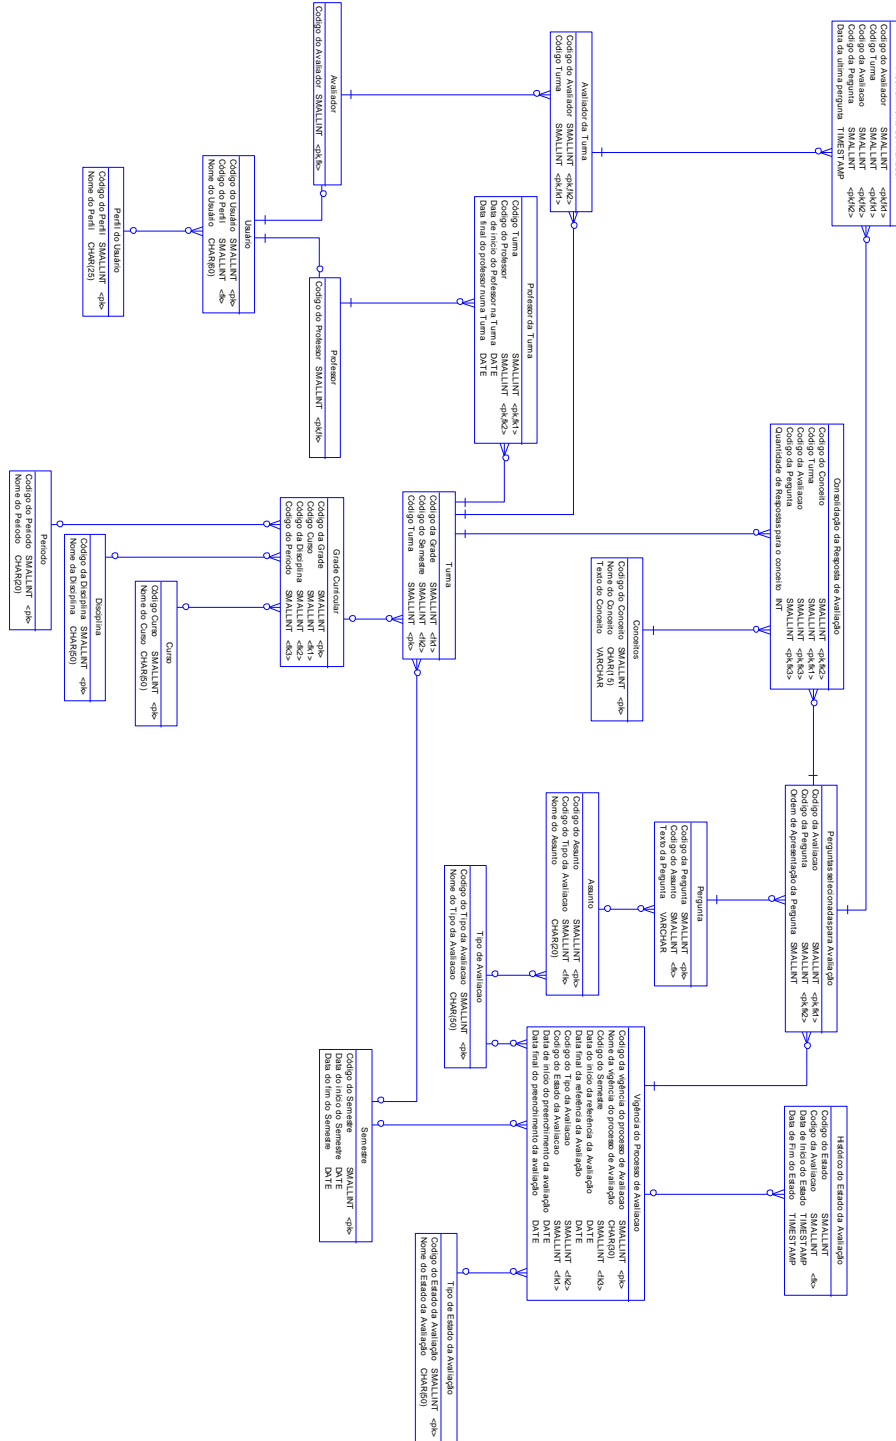 Codigo do Avaliador SMALLINT <pk,fk1>
Código Turma SMALLINT <pk,fk1>
Codigo da Avaliacao SMALLINT <pk,fk2>
Codigo da Pergunta SMALLINT <pk,fk2>
Data da ultima pergunta TIMESTAMP
Consolidação da Resposta de Avaliação
Codigo do Conceito SMALLINT <pk,fk2>
Código Turma SMALLINT <pk,fk1>
Codigo da Avaliacao SMALLINT <pk,fk3>
Codigo da Pergunta SMALLINT <pk,fk3>
Quantidade de Respostas para o conceito INT
Perguntas selecionadas para Avaliação
Codigo da Avaliacao SMALLINT <pk,fk1>
Codigo da Pergunta SMALLINT <pk,fk2>
Ordem de Apresentação da Pergunta SMALLINT
Histórico do Estado da Avaliação
Codigo do Estado SMALLINT
Codigo da Avaliacao SMALLINT <fk>
Data de Início do Estado TIMESTAMP
Data de Fim do Estado TIMESTAMP
Avaliador da Turma
Codigo do Avaliador SMALLINT <pk,fk2>
Código Turma SMALLINT <pk,fk1>
Conceitos
Codigo do Conceito SMALLINT <pk>
Nome do Conceito CHAR(15)
Texto do Conceito VARCHAR
Pergunta
Codigo da Pergunta SMALLINT <pk>
Codigo do Assunto SMALLINT <fk>
Texto da Pergunta VARCHAR
Assunto
Codigo do Assunto SMALLINT <pk>
Codigo do Tipo da Avaliacao SMALLINT <fk>
Nome do Assunto CHAR(20)
Vigência do Processo de Avaliacao
Codigo da vigência do processo de Avaliacao SMALLINT <pk>
Nome da vigência do processo de Avaliação CHAR(30)
Código do Semestre SMALLINT <fk3>
Data do início da referência da Avaliação DATE
Data final da referência da Avaliação DATE
Codigo do Tipo da Avaliacao SMALLINT <fk2>
Codigo do Estado da Avaliacao SMALLINT <fk1>
Data de início do preenchimento da avaliação DATE
Data final do preenchimento da avaliação DATE
Professor da Turma
Código Turma SMALLINT <pk,fk1>
Codigo do Professor SMALLINT <pk,fk2>
Data de inicio do Professor na Turma DATE
Data final do professor numa Turma DATE
Turma
Código da Grade SMALLINT <fk1>
Código do Semestre SMALLINT <fk2>
Código Turma SMALLINT <pk>
Tipo de Avaliacao
Codigo do Tipo da Avaliacao SMALLINT <pk>
Nome do Tipo da Avaliacao CHAR(50)
Tipo de Estado da Avaliação
Codigo do Estado da Avaliação SMALLINT <pk>
Nome do Estado da Avaliação CHAR(50)
Avaliador
Codigo do Avaliador SMALLINT <pk,fk>
Professor
Codigo do Professor SMALLINT <pk,fk>
Grade Curricular
Código da Grade SMALLINT <pk>
Código Curso SMALLINT <fk1>
Código da Disciplina SMALLINT <fk2>
Codigo do Periodo SMALLINT <fk3>
Semestre
Código do Semestre SMALLINT <pk>
Data do início do Semestre DATE
Data do fim do Semestre DATE
Usuário
Código do Usuário SMALLINT <pk>
Código do Perfil SMALLINT <fk>
Nome do Usuário CHAR(60)
Curso
Código Curso SMALLINT <pk>
Nome do Curso CHAR(50)
Perfil do Usuário
Código do Perfil SMALLINT <pk>
Nome do Perfil CHAR(25)
Disciplina
Código da Disciplina SMALLINT <pk>
Nome da Disciplina CHAR(50)
Periodo
Codigo do Periodo SMALLINT <pk>
Nome do Periodo CHAR(20)